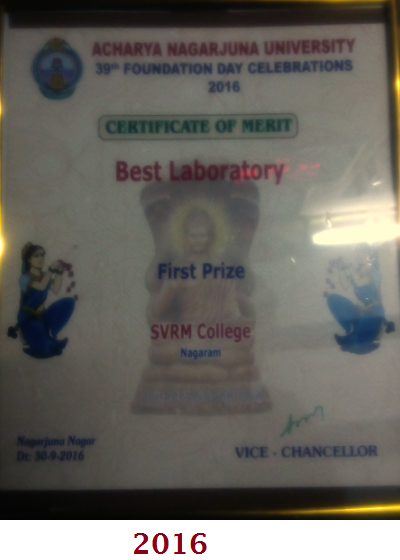 ACHARYA NAGARJUNA UNIVERSITY
39th FOUNDATION DAY CELEBRATIONS
2016
CERTIFICATE OF MERIT
Best Laboratory
First Prize
SVRM College
Nagaram
Nagarjuna Nagar
Dt: 30-9-2016
VICE - CHANCELLOR
2016